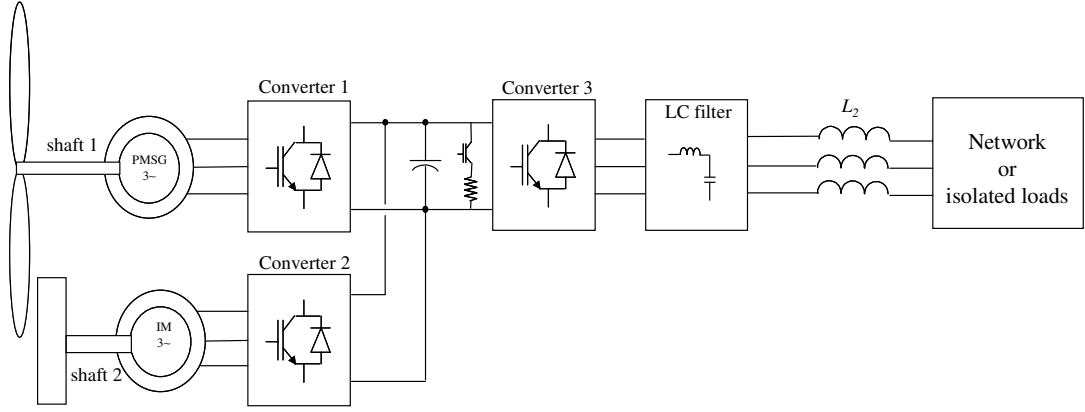 Converter 1
Converter 3
LC filter
L2
shaft 1
PMSG
3~
Network
or
isolated loads
Converter 2
IM
3~
shaft 2